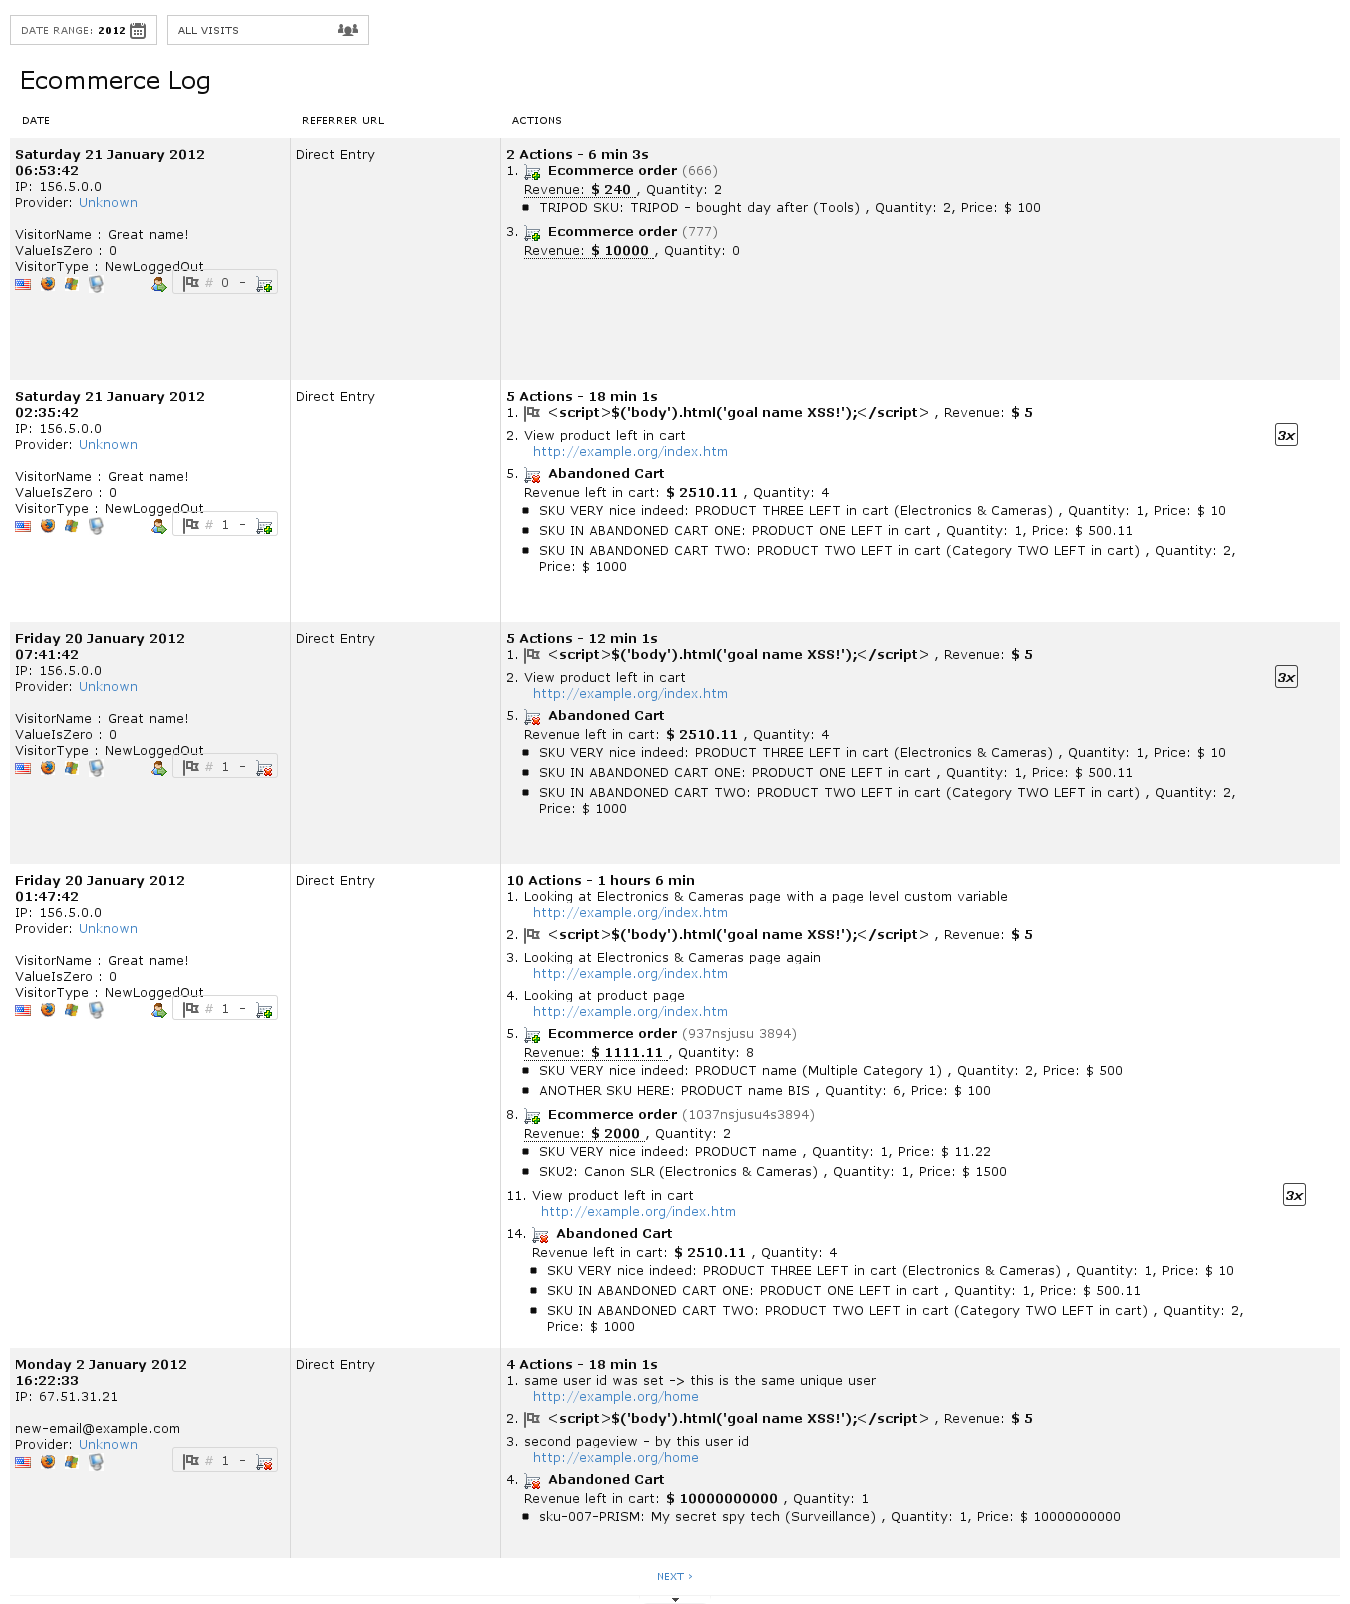 DATE RANGE: 2012
ALL VISITS
Ecommerce Log
DATE
REFERRER URL
ACTIONS
Saturday 21 January 2012
06:53:42
IP: 156.5.0.0
Provider: Unknown
VisitorName : Great name!
ValueIsZero : 0
VisitorType : NewLoggedOut
# 0 -
Direct Entry
2 Actions - 6 min 3s
1. Ecommerce order (666)
Revenue: $ 240 , Quantity: 2
TRIPOD SKU: TRIPOD - bought day after (Tools) , Quantity: 2, Price: $ 100
3. Ecommerce order (777)
Revenue: $ 10000 , Quantity: 0
Saturday 21 January 2012
02:35:42
IP: 156.5.0.0
Provider: Unknown
VisitorName : Great name!
ValueIsZero : 0
VisitorType : NewLoggedOut
# 1 -
Direct Entry
5 Actions - 18 min 1s
1. <script>$('body').html('goal name XSS!');</script> , Revenue: $ 5
2. View product left in cart
3x
http://example.org/index.htm
5. Abandoned Cart
Revenue left in cart: $ 2510.11 , Quantity: 4
SKU VERY nice indeed: PRODUCT THREE LEFT in cart (Electronics & Cameras) , Quantity: 1, Price: $ 10
SKU IN ABANDONED CART ONE: PRODUCT ONE LEFT in cart , Quantity: 1, Price: $ 500.11
SKU IN ABANDONED CART TWO: PRODUCT TWO LEFT in cart (Category TWO LEFT in cart) , Quantity: 2,
Price: $ 1000
Friday 20 January 2012
07:41:42
IP: 156.5.0.0
Provider: Unknown
VisitorName : Great name!
ValueIsZero : 0
VisitorType : NewLoggedOut
# 1 -
Direct Entry
5 Actions - 12 min 1s
1. <script>$('body').html('goal name XSS!');</script> , Revenue: $ 5
2. View product left in cart
3x
http://example.org/index.htm
5. Abandoned Cart
Revenue left in cart: $ 2510.11 , Quantity: 4
SKU VERY nice indeed: PRODUCT THREE LEFT in cart (Electronics & Cameras) , Quantity: 1, Price: $ 10
SKU IN ABANDONED CART ONE: PRODUCT ONE LEFT in cart , Quantity: 1, Price: $ 500.11
SKU IN ABANDONED CART TWO: PRODUCT TWO LEFT in cart (Category TWO LEFT in cart) , Quantity: 2,
Price: $ 1000
Friday 20 January 2012
01:47:42
IP: 156.5.0.0
Provider: Unknown
VisitorName : Great name!
ValueIsZero : 0
VisitorType : NewLoggedOut
# 1 -
Direct Entry
10 Actions - 1 hours 6 min
1. Looking at Electronics & Cameras page with a page level custom variable
http://example.org/index.htm
2. <script>$('body').html('goal name XSS!');</script> , Revenue: $ 5
3. Looking at Electronics & Cameras page again
http://example.org/index.htm
4. Looking at product page
http://example.org/index.htm
5. Ecommerce order (937nsjusu 3894)
Revenue: $ 1111.11 , Quantity: 8
SKU VERY nice indeed: PRODUCT name (Multiple Category 1) , Quantity: 2, Price: $ 500
ANOTHER SKU HERE: PRODUCT name BIS , Quantity: 6, Price: $ 100
8. Ecommerce order (1037nsjusu4s3894)
Revenue: $ 2000 , Quantity: 2
SKU VERY nice indeed: PRODUCT name , Quantity: 1, Price: $ 11.22
SKU2: Canon SLR (Electronics & Cameras) , Quantity: 1, Price: $ 1500
11. View product left in cart
3x
http://example.org/index.htm
14. Abandoned Cart
Revenue left in cart: $ 2510.11 , Quantity: 4
SKU VERY nice indeed: PRODUCT THREE LEFT in cart (Electronics & Cameras) , Quantity: 1, Price: $ 10
SKU IN ABANDONED CART ONE: PRODUCT ONE LEFT in cart , Quantity: 1, Price: $ 500.11
SKU IN ABANDONED CART TWO: PRODUCT TWO LEFT in cart (Category TWO LEFT in cart) , Quantity: 2,
Price: $ 1000
Monday 2 January 2012
16:22:33
IP: 67.51.31.21
new-email@example.com
Provider: Unknown
# 1 -
Direct Entry
4 Actions - 18 min 1s
1. same user id was set -> this is the same unique user
http://example.org/home
2. <script>$('body').html('goal name XSS!');</script> , Revenue: $ 5
3. second pageview - by this user id
http://example.org/home
4. Abandoned Cart
Revenue left in cart: $ 10000000000 , Quantity: 1
sku-007-PRISM: My secret spy tech (Surveillance) , Quantity: 1, Price: $ 10000000000
NEXT ›